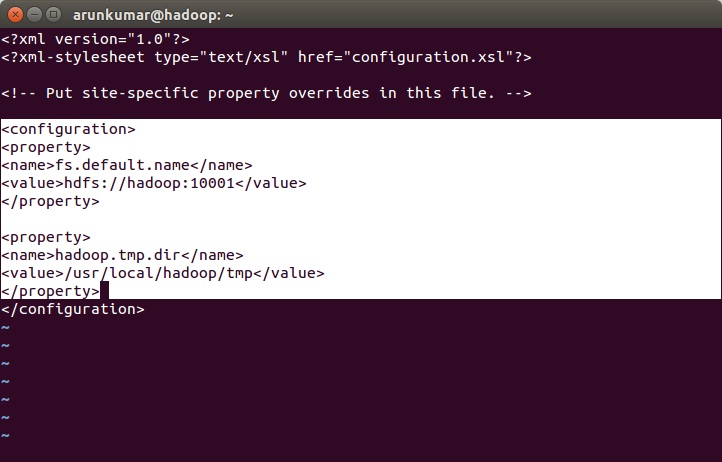 arunkumar@hadoop: ~
<?xml version="1.0"?>
<?xml-stylesheet type="text/xsl" href="configuration.xsl"?>
<!-- Put site-specific property overrides in this file. -->
<configuration>
<property>
<name>fs.default.name</name>
<value>hdfs://hadoop:10001</value>
</property>
<property>
<name>hadoop.tmp.dir</name>
<value>/usr/local/hadoop/tmp</value>
</property>
</configuration>
~
~
~
~
~
~
~